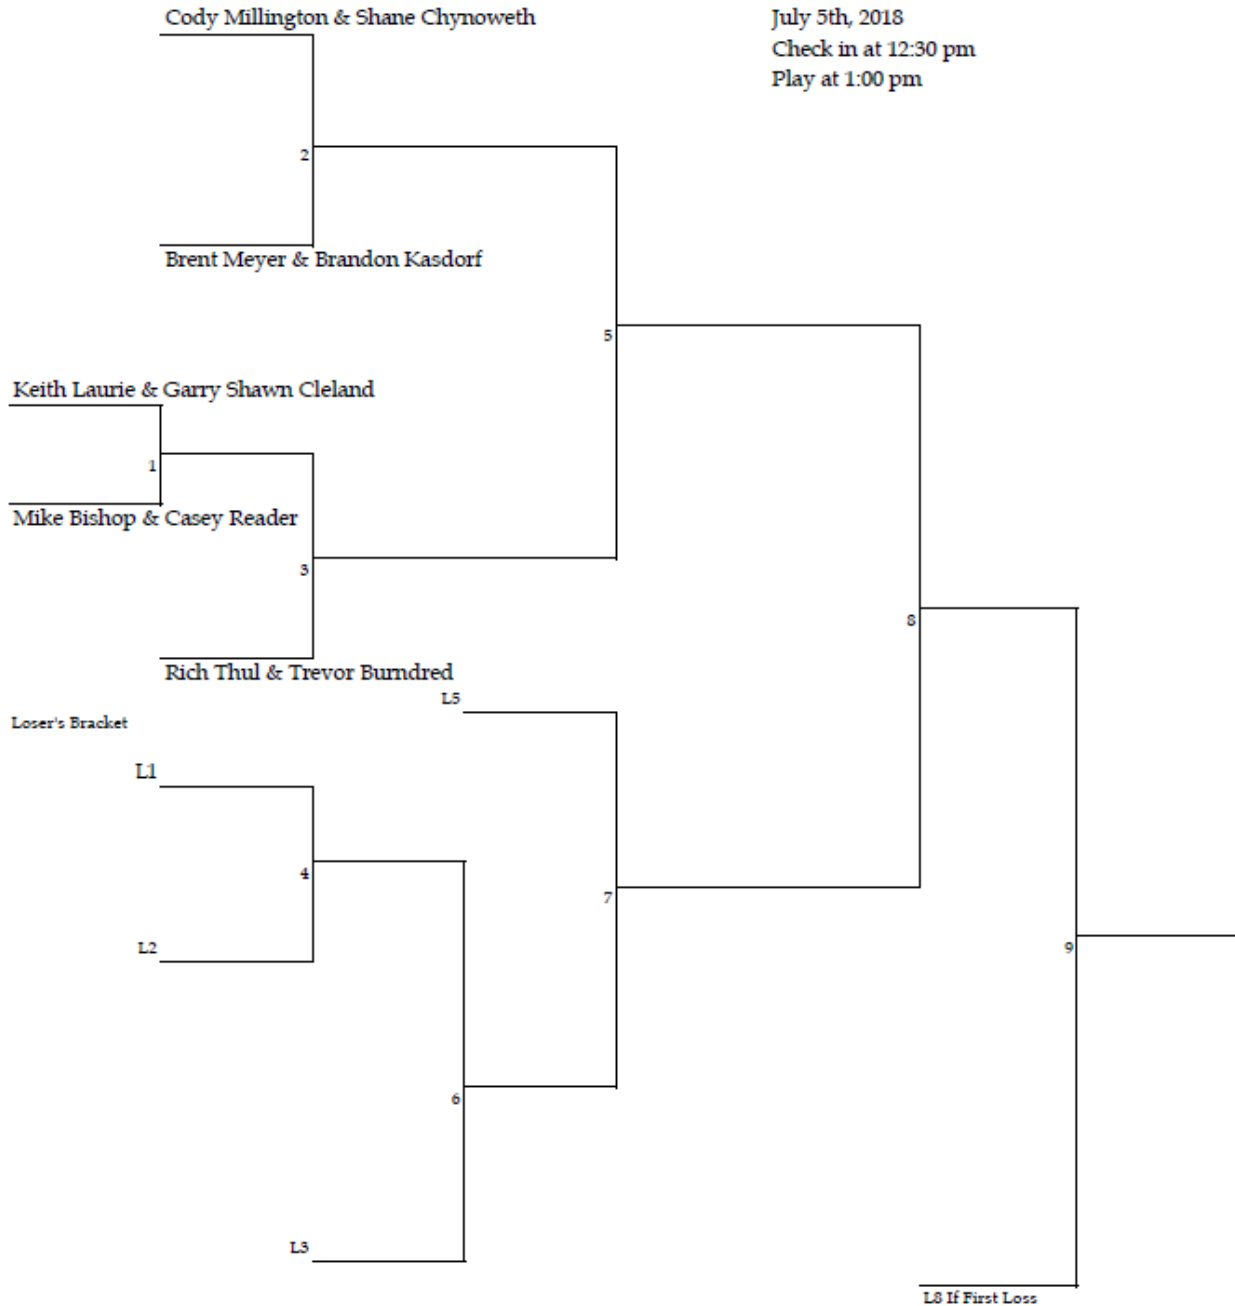 Cody Millington & Shane Chynoweth
July 5th, 2018
Check in at 12:30 pm
Play at 1:00 pm
2
Brent Meyer & Brandon Kasdorf
5
Keith Laurie & Garry Shawn Cleland
1
Mike Bishop & Casey Reader
3
8
Rich Thul & Trevor Burndred
L5
Loser's Bracket
L1
4
7
L2
9
6
L3
L8 If First Loss